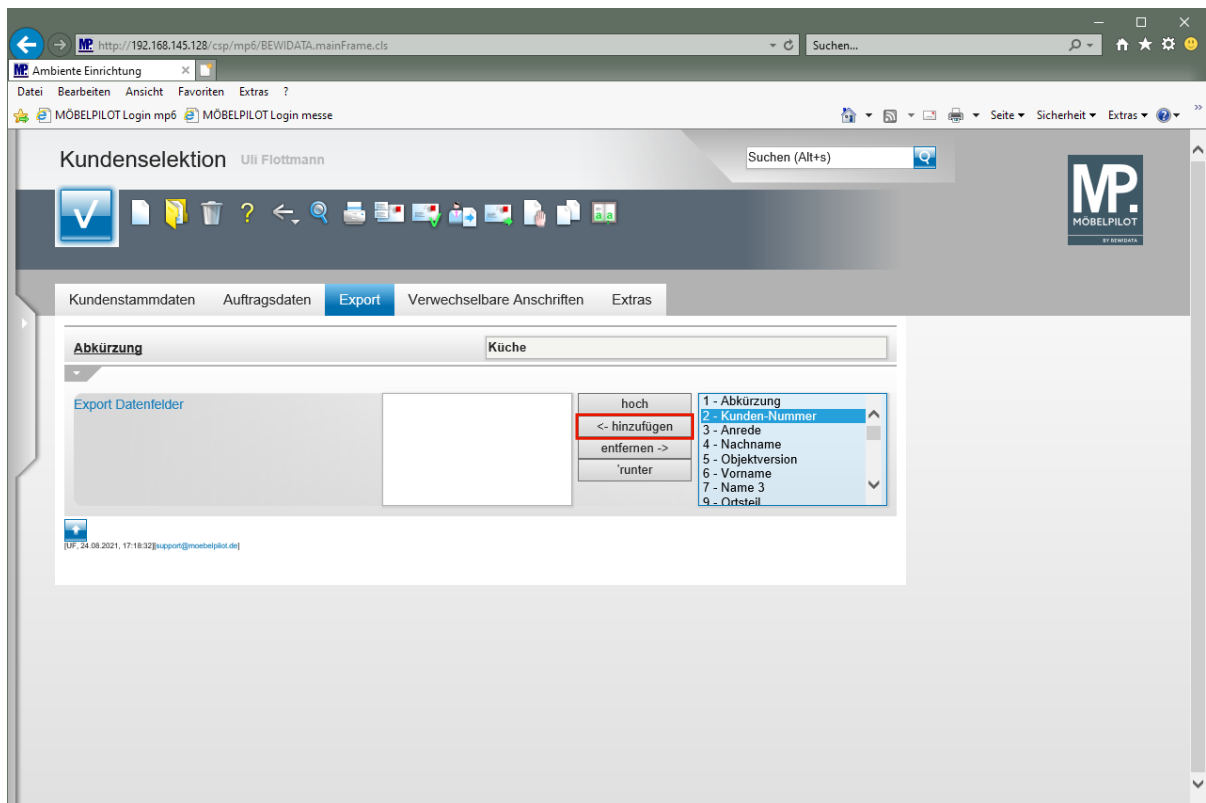 http://192.168.145.128/csp/mp6/BEWIDATA.mainFrame.cls
Suchen...
MP. Ambiente Einrichtung
Datei Bearbeiten Ansicht Favoriten Extras ?
MÖBELPILOT Login mp6 MÖBELPILOT Login messe
Seite Sicherheit Extras
Kundenselektion Uli Flottmann
Suchen (Alt+s)
MP.
MÖBELPILOT
BY BEWIDATA
Kundenstammdaten Auftragsdaten Export Verwechselbare Anschriften Extras
Abkürzung Küche
Export Datenfelder
hoch
<- hinzufügen
entfernen ->
'runter
1 - Abkürzung
2 - Kunden-Nummer
3 - Anrede
4 - Nachname
5 - Objektversion
6 - Vorname
7 - Name 3
9 - Ortsteil
[UF, 24.08.2021, 17:18:32][support@moebelpilot.de]